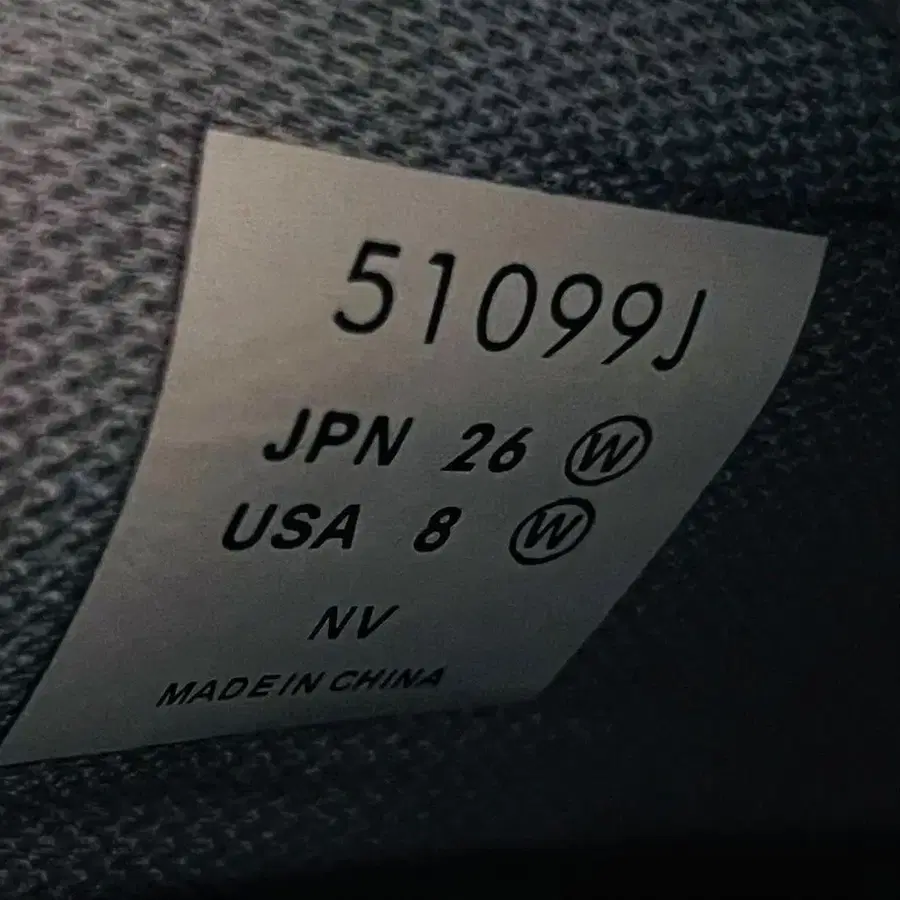 51099J
JPN 26 Ⓦ
USA 8 Ⓦ
NV
MADE IN CHINA